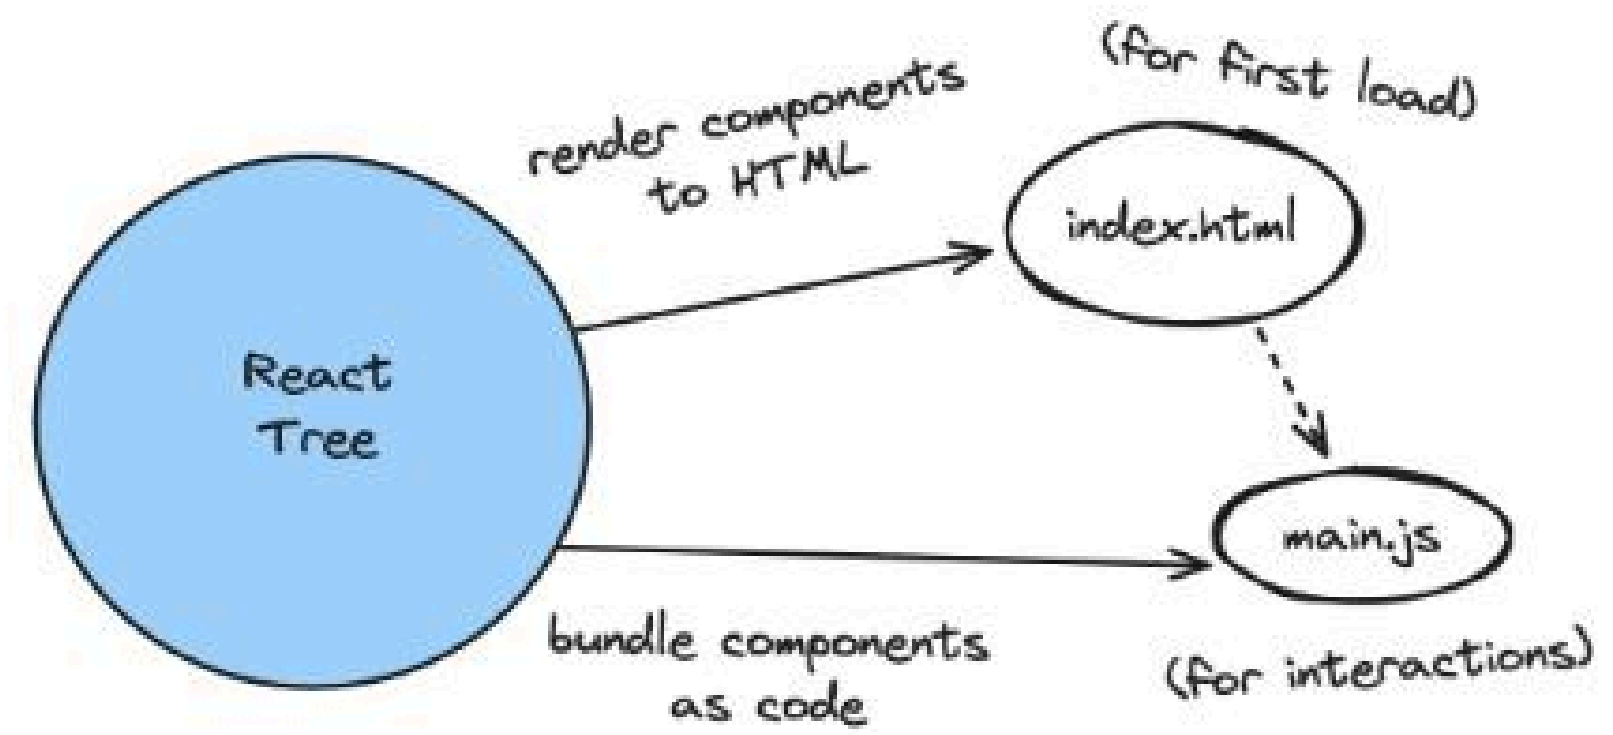 (for first load)
render components
to HTML
index.html
React
Tree
main.js
bundle components
as code
(for interactions)